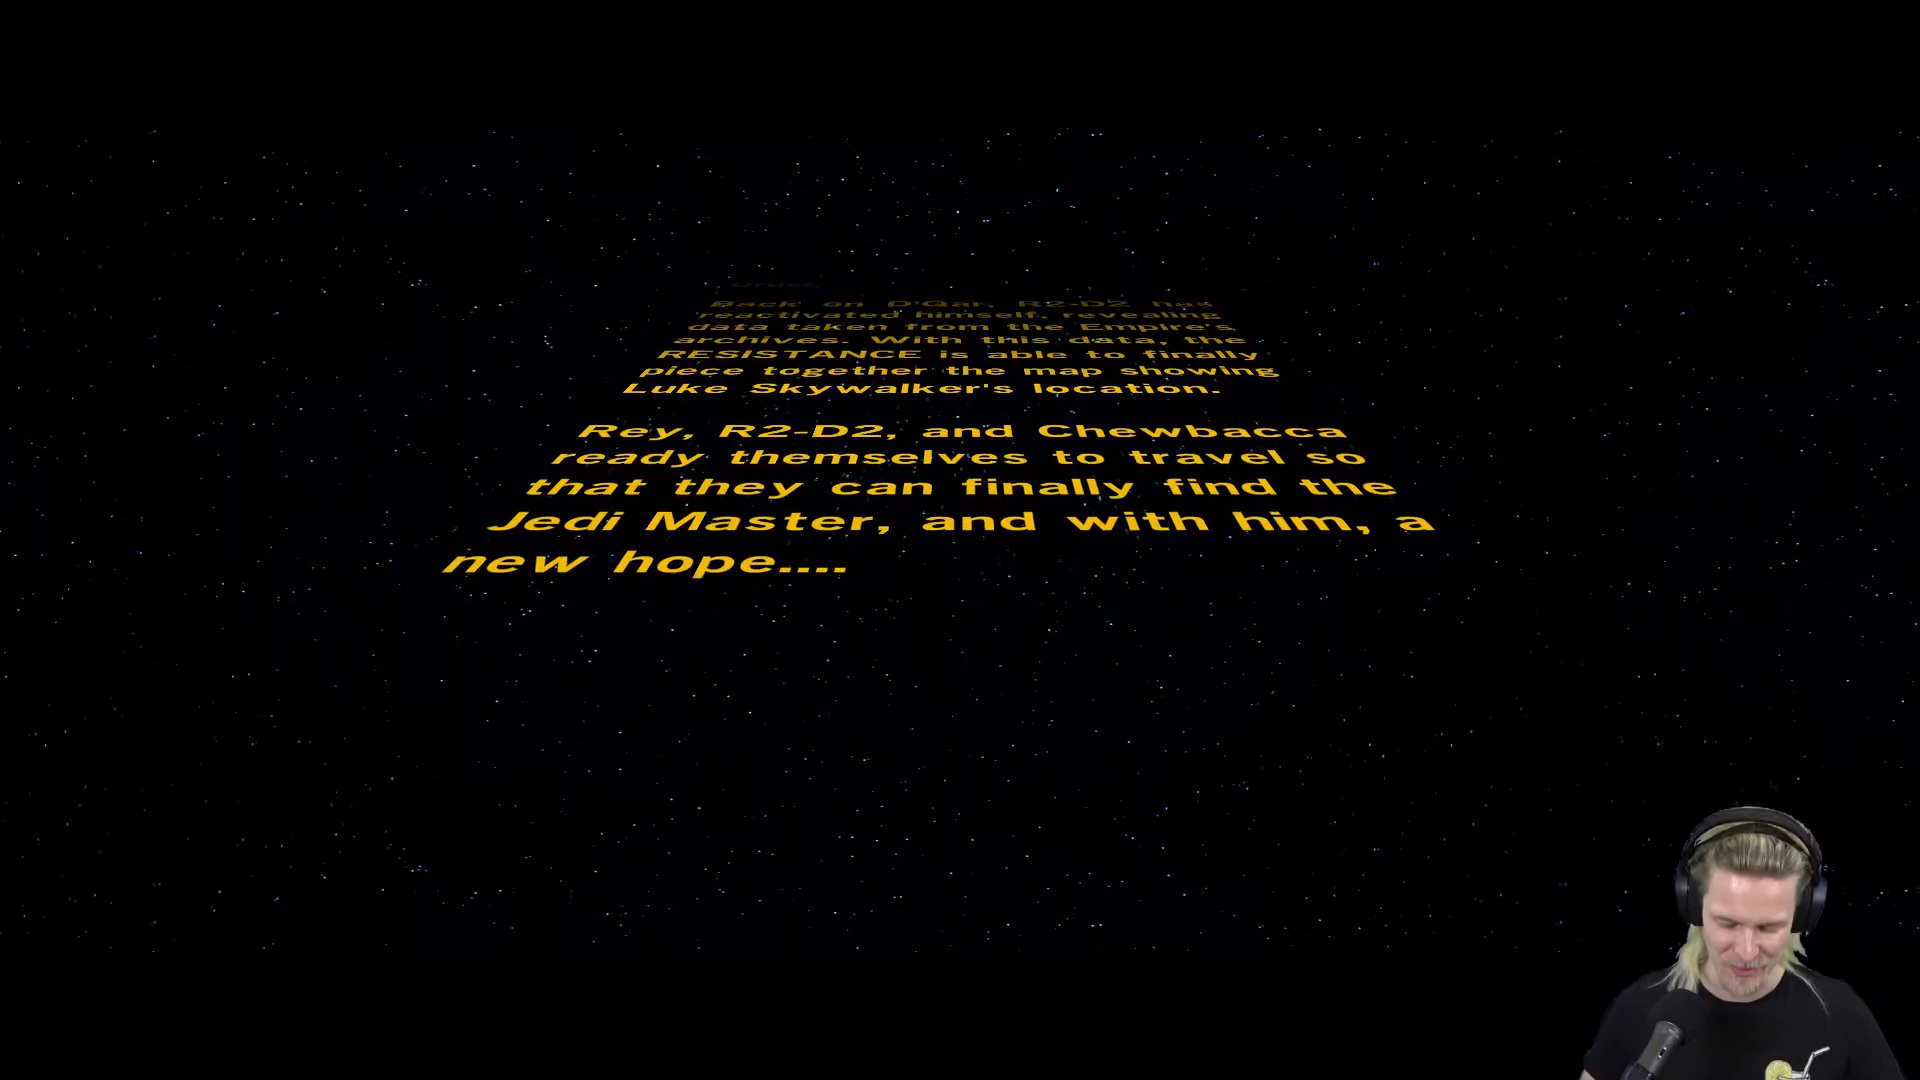 Back on D'Qar, R2-D2 has
reactivated himself, revealing
data taken from the Empire's
archives. With this data, the
RESISTANCE is able to finally
piece together the map showing
Luke Skywalker's location.
Rey, R2-D2, and Chewbacca
ready themselves to travel so
that they can finally find the
Jedi Master, and with him, a
new hope....